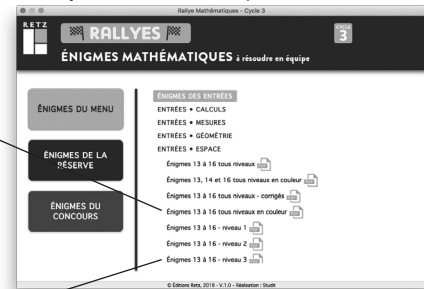 Rallye Mathématiques - Cycle 3
RETZ
RALLYES
CYCLE 3
ÉNIGMES MATHÉMATIQUES à résoudre en équipe
ÉNIGMES DU MENU
ÉNIGMES DE LA RÉSERVE
ÉNIGMES DU CONCOURS
ÉNIGMES DES ENTRÉES
ENTRÉES • CALCULS
ENTRÉES • MESURES
ENTRÉES • GÉOMÉTRIE
ENTRÉES • ESPACE
Énigmes 13 à 16 tous niveaux
Énigmes 13, 14 et 16 tous niveaux en couleur
Énigmes 13 à 16 tous niveaux - corrigés
Énigmes 13 à 16 tous niveaux en couleur
Énigmes 13 à 16 - niveau 1
Énigmes 13 à 16 - niveau 2
Énigmes 13 à 16 - niveau 3
© Éditions Retz, 2019 - V.1.0 - Réalisation : Studit